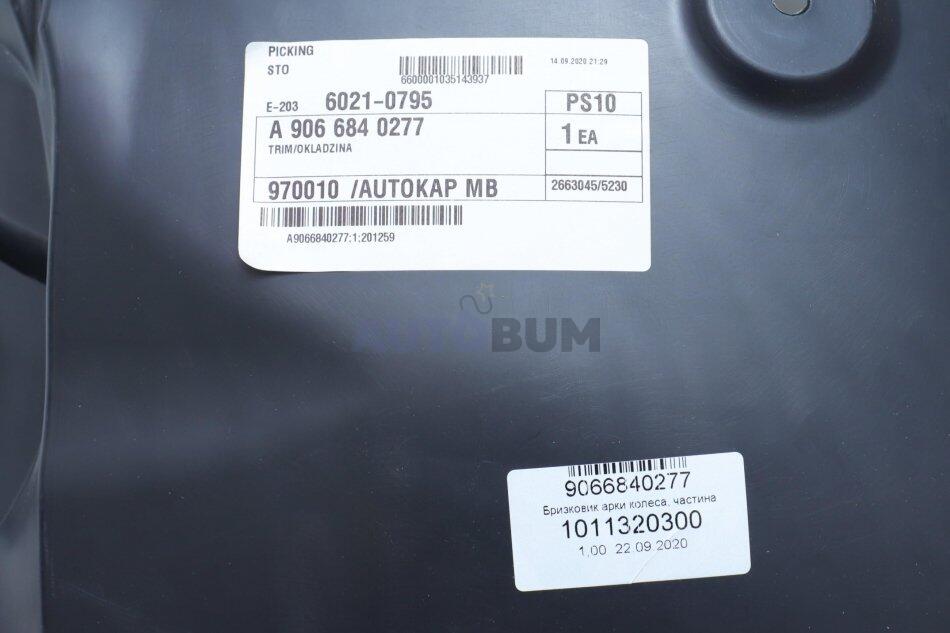 PICKING
STO
6600001035143937
14.09.2020 21:29
E-203 6021-0795
PS10
A 906 684 0277
1 EA
TRIM/OKLADZINA
970010 /AUTOKAP MB
2663045/5230
A9066840277;1;201259
AUTOBUM
9066840277
Бризковик арки колеса, частина
1011320300
1,00 22.09.2020